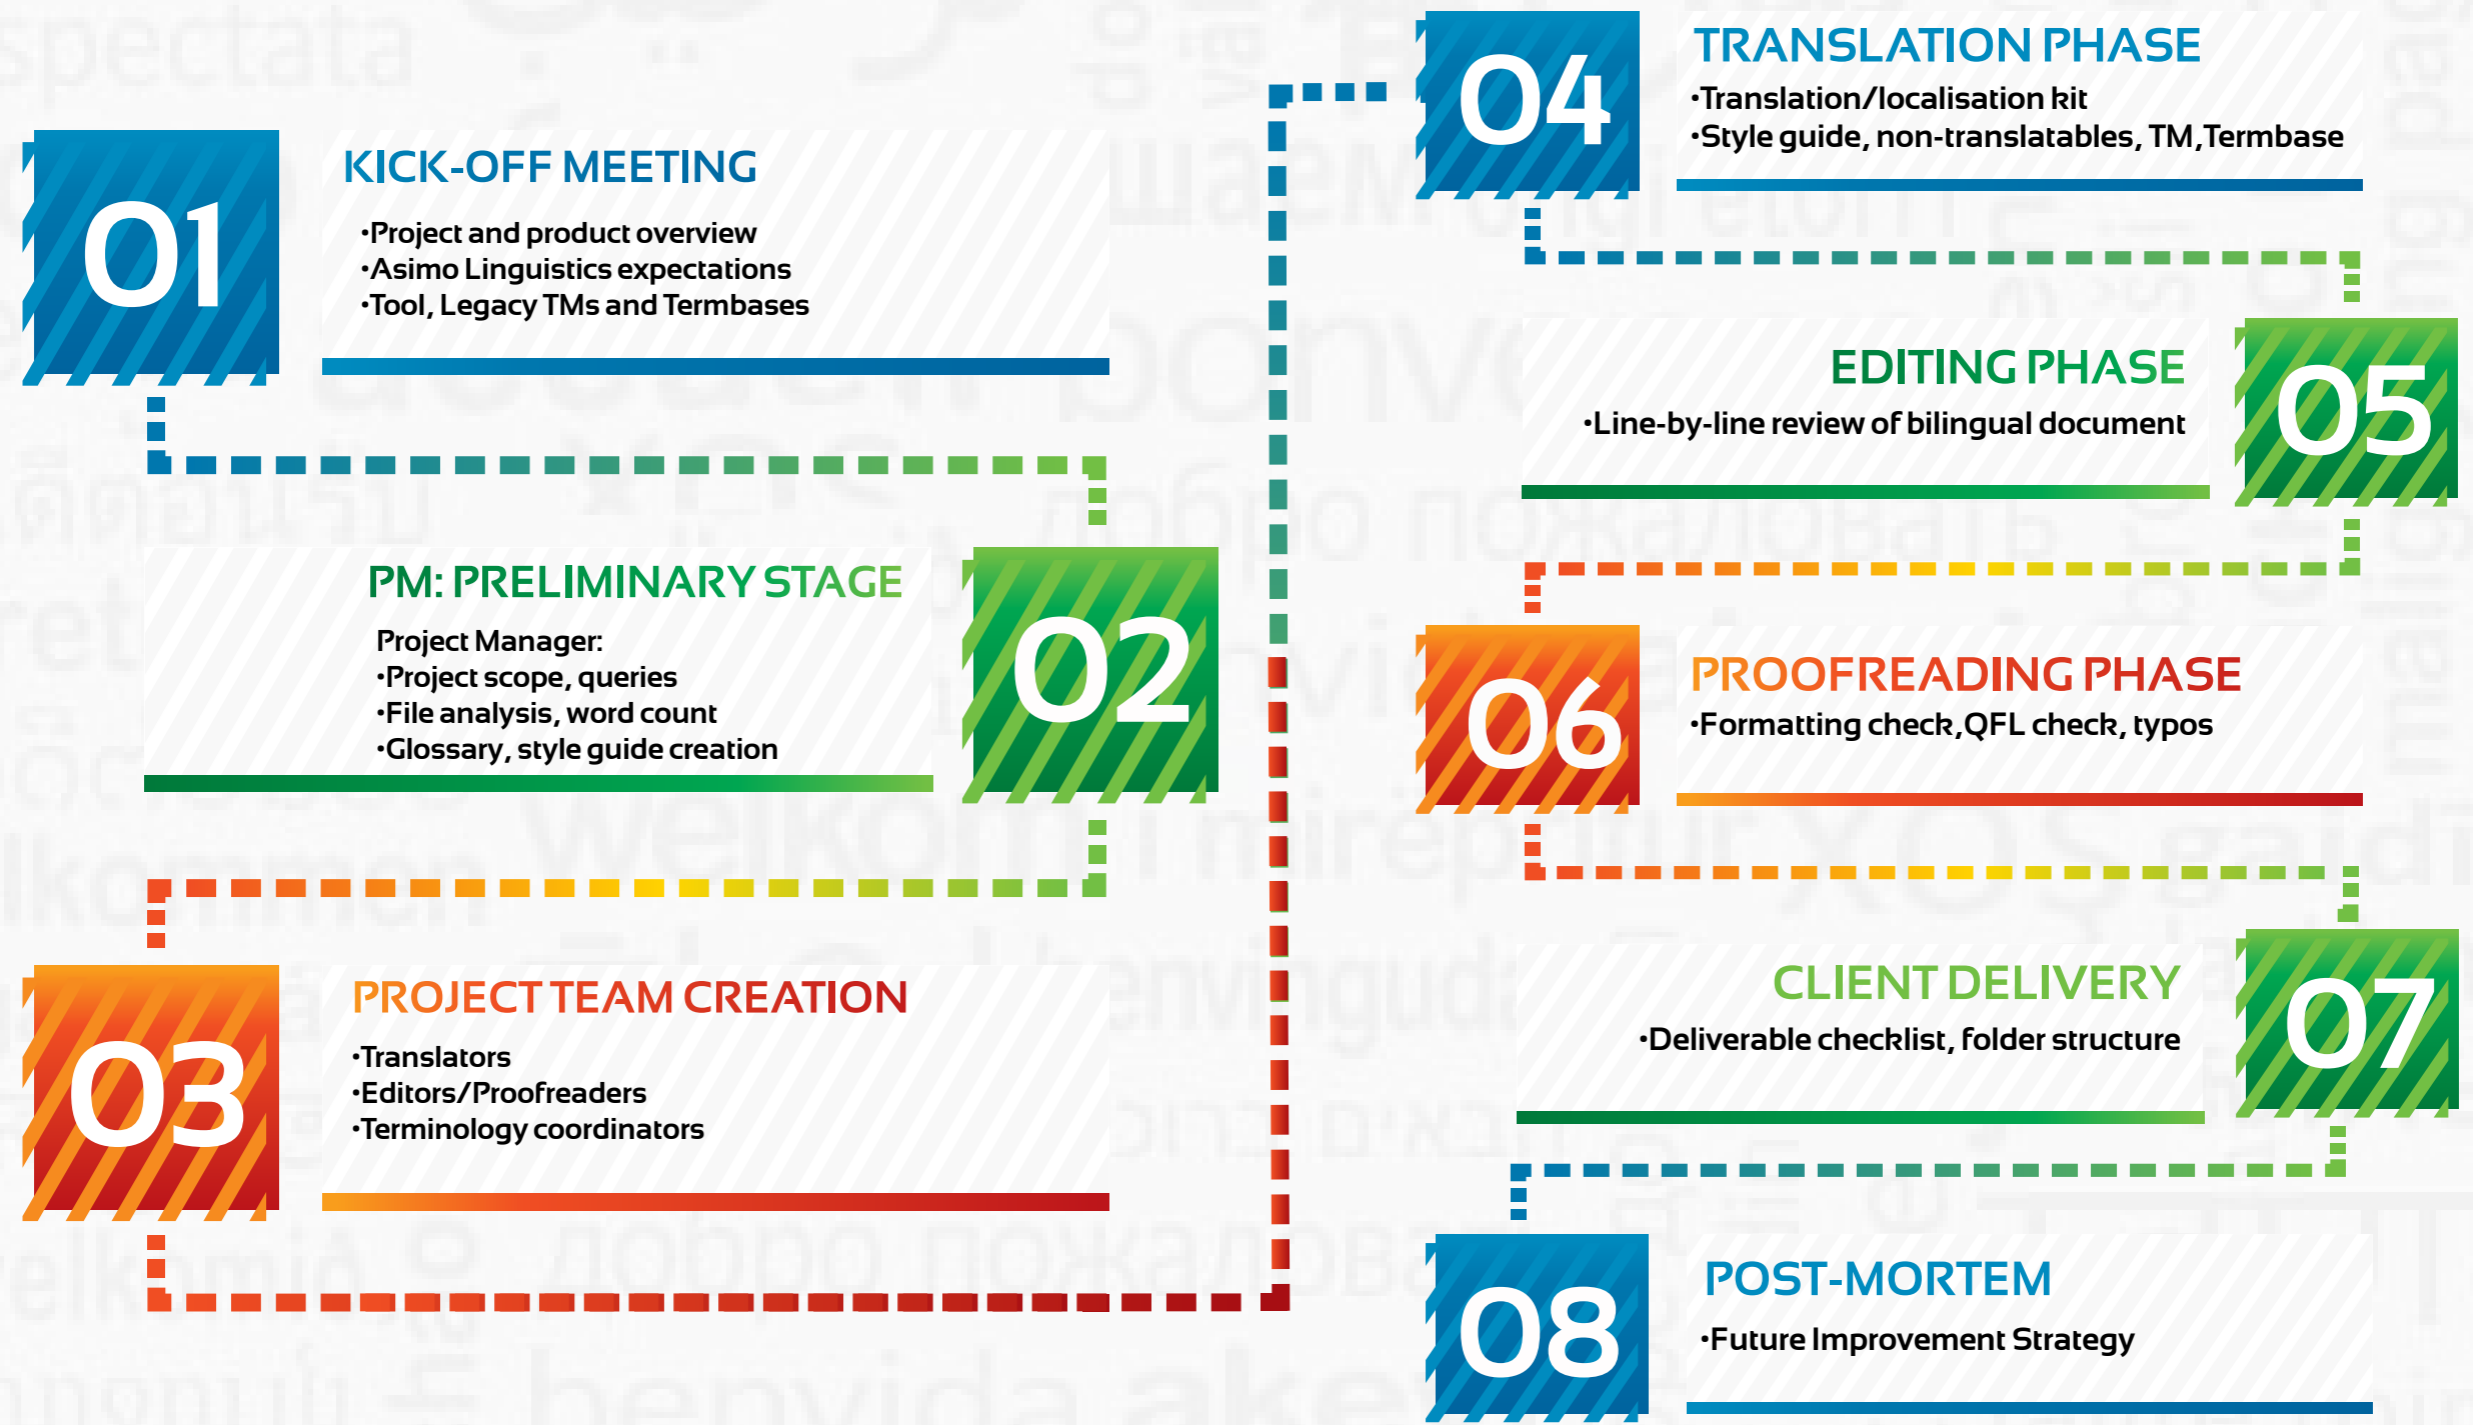 01
KICK-OFF MEETING
•Project and product overview
•Asimo Linguistics expectations
•Tool, Legacy TMs and Termbases
PM: PRELIMINARY STAGE
Project Manager:
•Project scope, queries
•File analysis, word count
•Glossary, style guide creation
02
03
PROJECT TEAM CREATION
•Translators
•Editors/Proofreaders
•Terminology coordinators
04
TRANSLATION PHASE
•Translation/localisation kit
•Style guide, non-translatables, TM,Termbase
EDITING PHASE
•Line-by-line review of bilingual document
05
06
PROOFREADING PHASE
•Formatting check,QFL check, typos
CLIENT DELIVERY
•Deliverable checklist, folder structure
07
08
POST-MORTEM
•Future Improvement Strategy